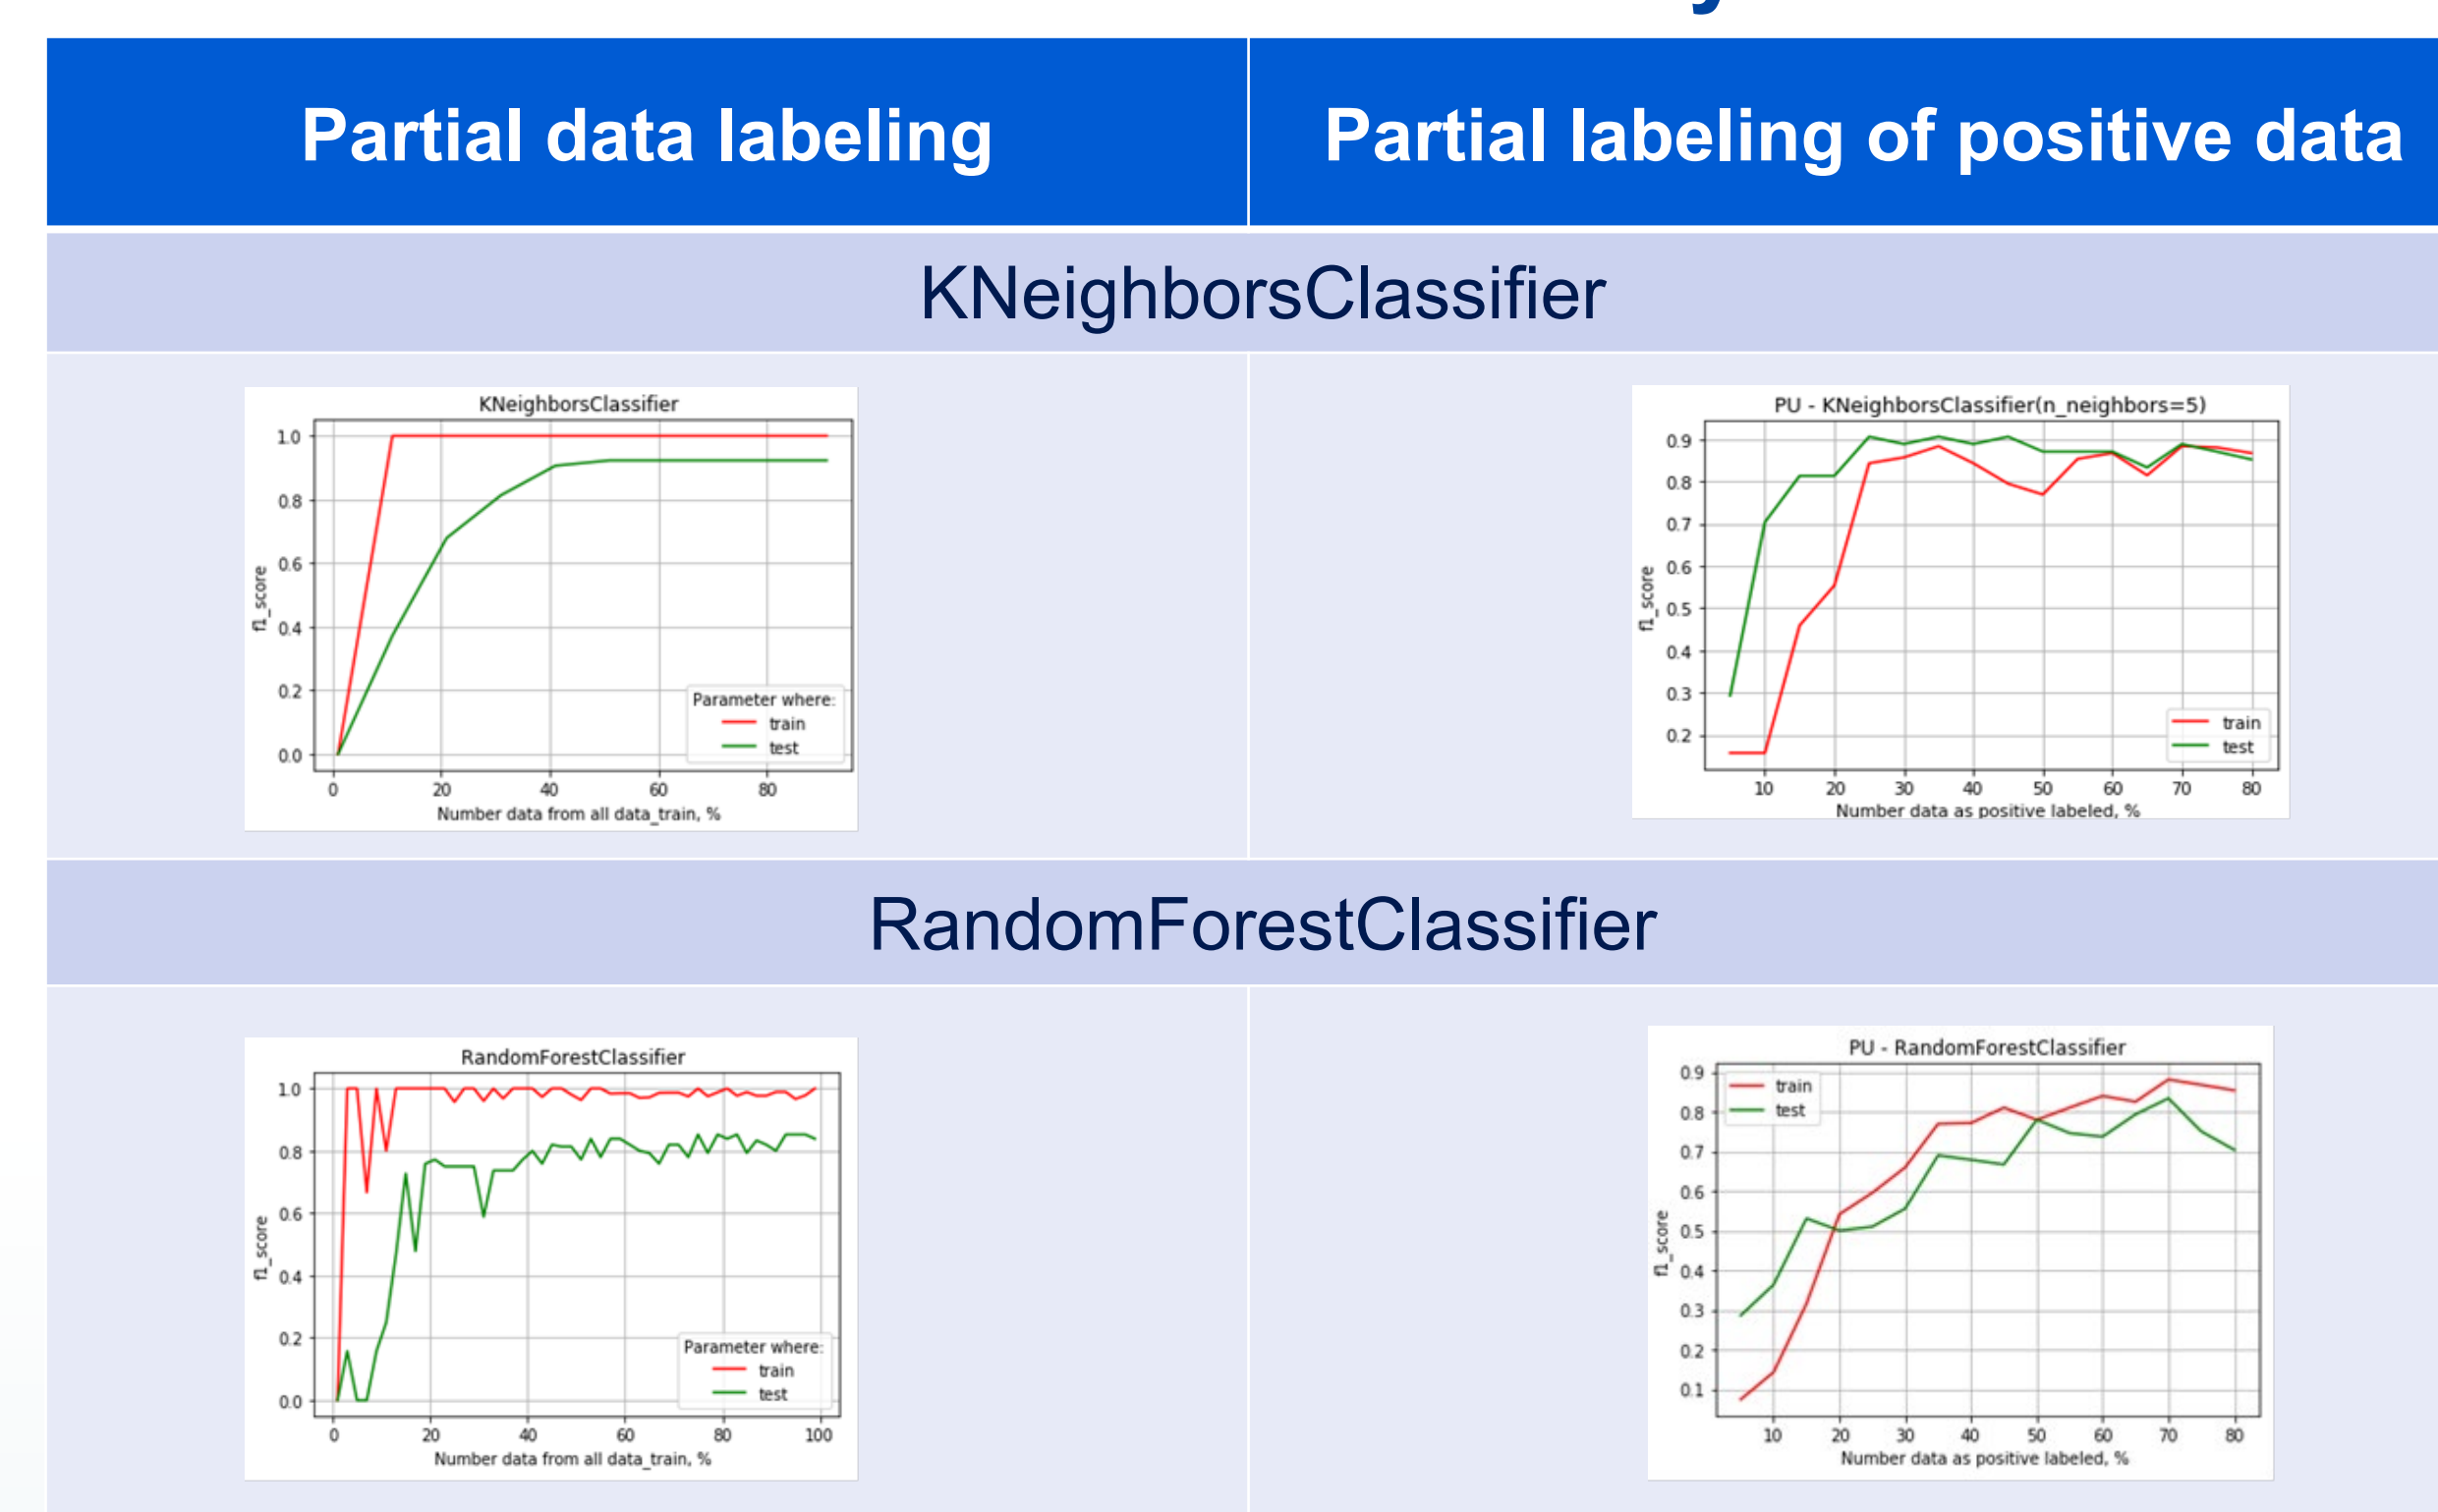 Partial data labeling
Partial labeling of positive data
KNeighborsClassifier
KNeighborsClassifier
1.0
0.8
0.6
0.4
0.2
0.0
f1_score
Parameter where:
train
test
0 20 40 60 80
Number data from all data_train, %
PU - KNeighborsClassifier(n_neighbors=5)
0.9
0.8
0.7
0.6
0.5
0.4
0.3
0.2
f1_score
train
test
10 20 30 40 50 60 70 80
Number data as positive labeled, %
RandomForestClassifier
RandomForestClassifier
1.0
0.8
0.6
0.4
0.2
0.0
f1_score
Parameter where:
train
test
0 20 40 60 80 100
Number data from all data_train, %
PU - RandomForestClassifier
train
test
0.9
0.8
0.7
0.6
0.5
0.4
0.3
0.2
0.1
f1_score
10 20 30 40 50 60 70 80
Number data as positive labeled, %